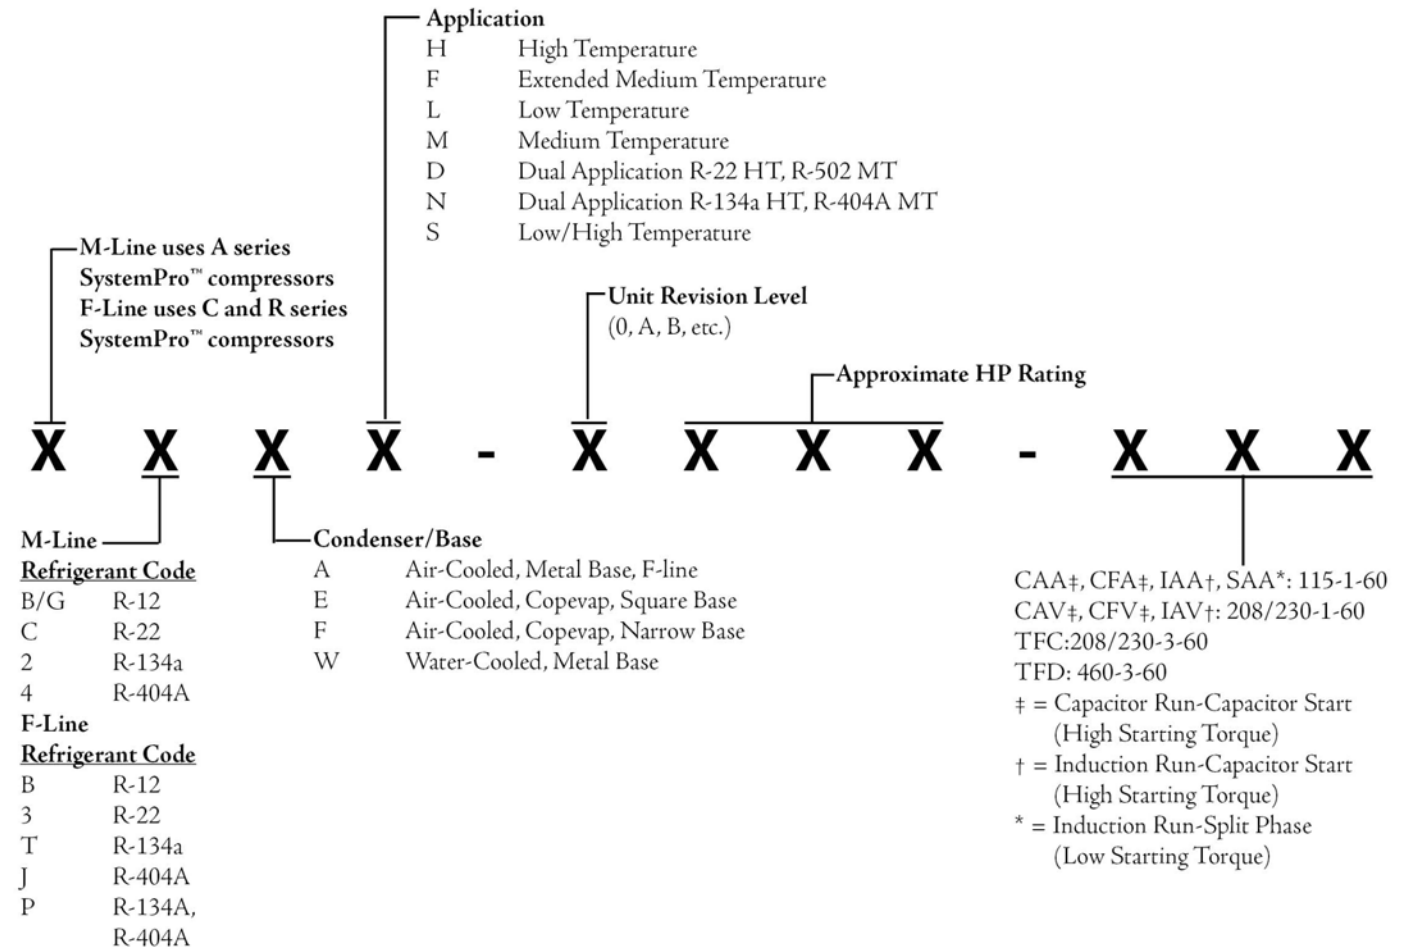 Application
H High Temperature
F Extended Medium Temperature
L Low Temperature
M Medium Temperature
D Dual Application R-22 HT, R-502 MT
N Dual Application R-134a HT, R-404A MT
S Low/High Temperature
M-Line uses A series
SystemPro™ compressors
F-Line uses C and R series
SystemPro™ compressors
Unit Revision Level
(0, A, B, etc.)
Approximate HP Rating
X X X X - X X X X - X X X
M-Line
Refrigerant Code
B/G R-12
C R-22
2 R-134a
4 R-404A
F-Line
Refrigerant Code
B R-12
3 R-22
T R-134a
J R-404A
P R-134A,
R-404A
Condenser/Base
A Air-Cooled, Metal Base, F-line
E Air-Cooled, Copevap, Square Base
F Air-Cooled, Copevap, Narrow Base
W Water-Cooled, Metal Base
CAA‡, CFA‡, IAA†, SAA*: 115-1-60
CAV‡, CFV‡, IAV†: 208/230-1-60
TFC:208/230-3-60
TFD: 460-3-60
‡ = Capacitor Run-Capacitor Start
(High Starting Torque)
† = Induction Run-Capacitor Start
(High Starting Torque)
* = Induction Run-Split Phase
(Low Starting Torque)